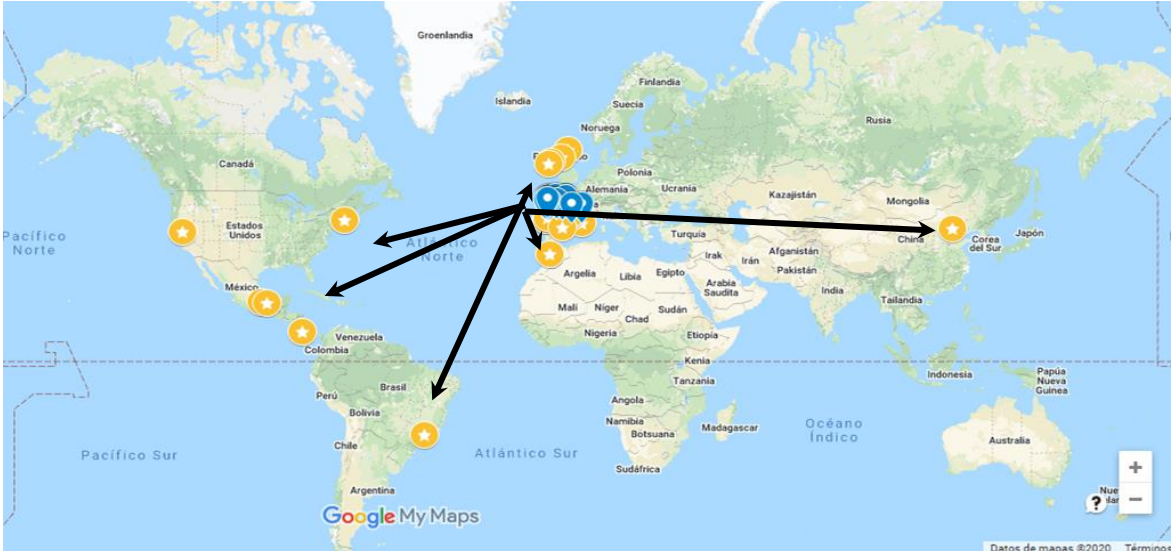 Groenlandia
Islandia
Finlandia
Suecia
Noruega
Rusia
Canadá
Polonia
Alemania
Ucrania
Kazajistán
Mongolia
Estados
Unidos
Pacífico
Norte
Atlántico
Norte
Turquía
China
Corea
del Sur
Japón
Irak
Irán
Afganistán
Pakistán
Argelia
Libia
Egipto
Arabia
Saudita
India
México
Malí
Níger
Chad
Sudán
Tailandia
Nigeria
Etiopía
Venezuela
Colombia
Kenia
Tanzania
Indonesia
Papúa
Nueva
Guinea
Perú
Brasil
Bolivia
Angola
Namibia
Botsuana
Madagascar
Océano
Índico
Australia
Chile
Pacífico Sur
Atlántico Sur
Sudáfrica
Argentina
Google My Maps
+
?
−
Datos de mapas ©2020 Términos